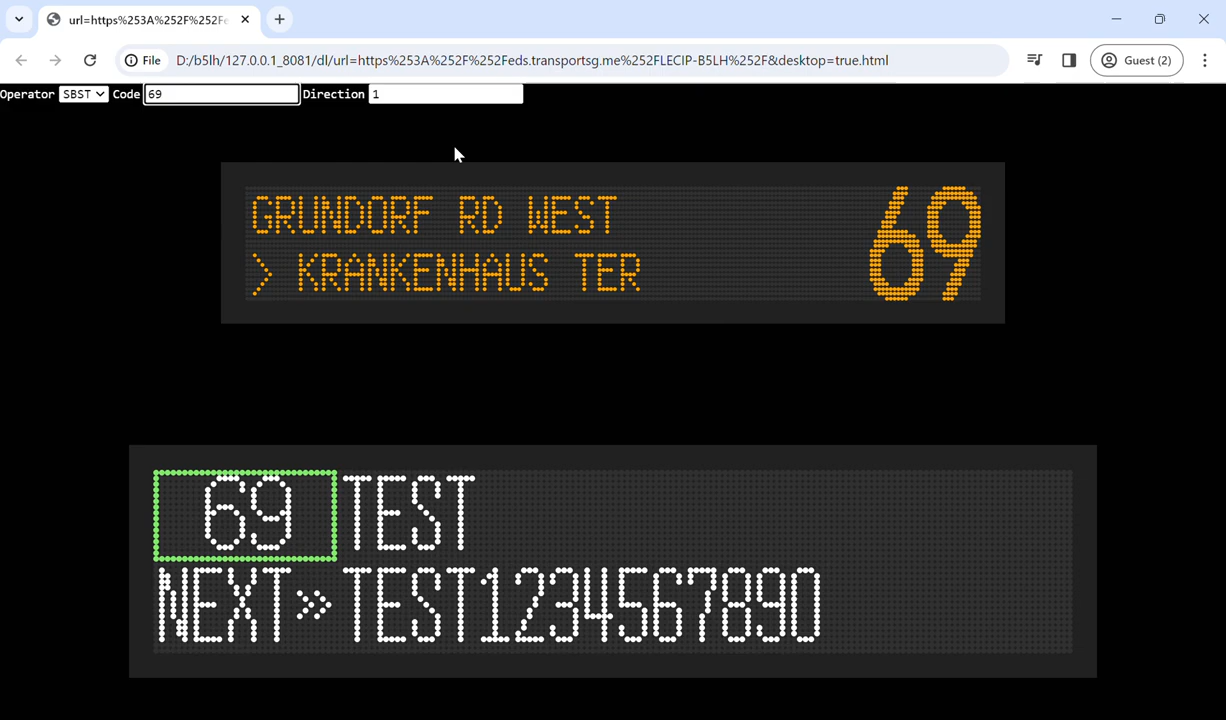 url=https%253A%252F%252Fe
File
D:/b5lh/127.0.0.1_8081/dl/url=https%253A%252F%252Feds.transportsg.me%252FLECIP-B5LH%252F&desktop=true.html
Guest (2)
Operator SBST Code 69 Direction 1
GRUNDORF RD WEST
> KRANKENHAUS TER
69
69 TEST
NEXT» TEST1234567890